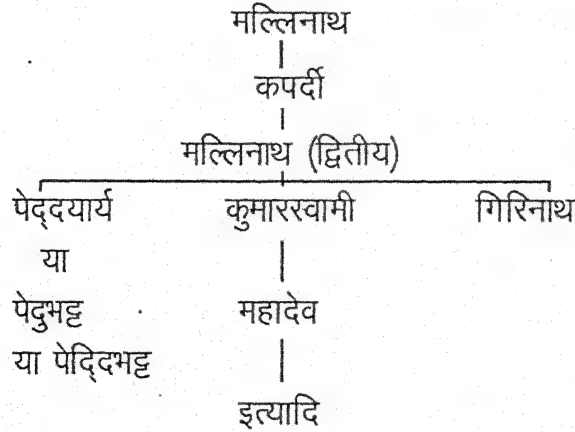 मल्लिनाथ
कपर्दी
मल्लिनाथ (द्वितीय)
पेद्दयार्य कुमारस्वामी गिरिनाथ
या
पेदुभट्ट महादेव
या पेद्दिभट्ट
इत्यादि